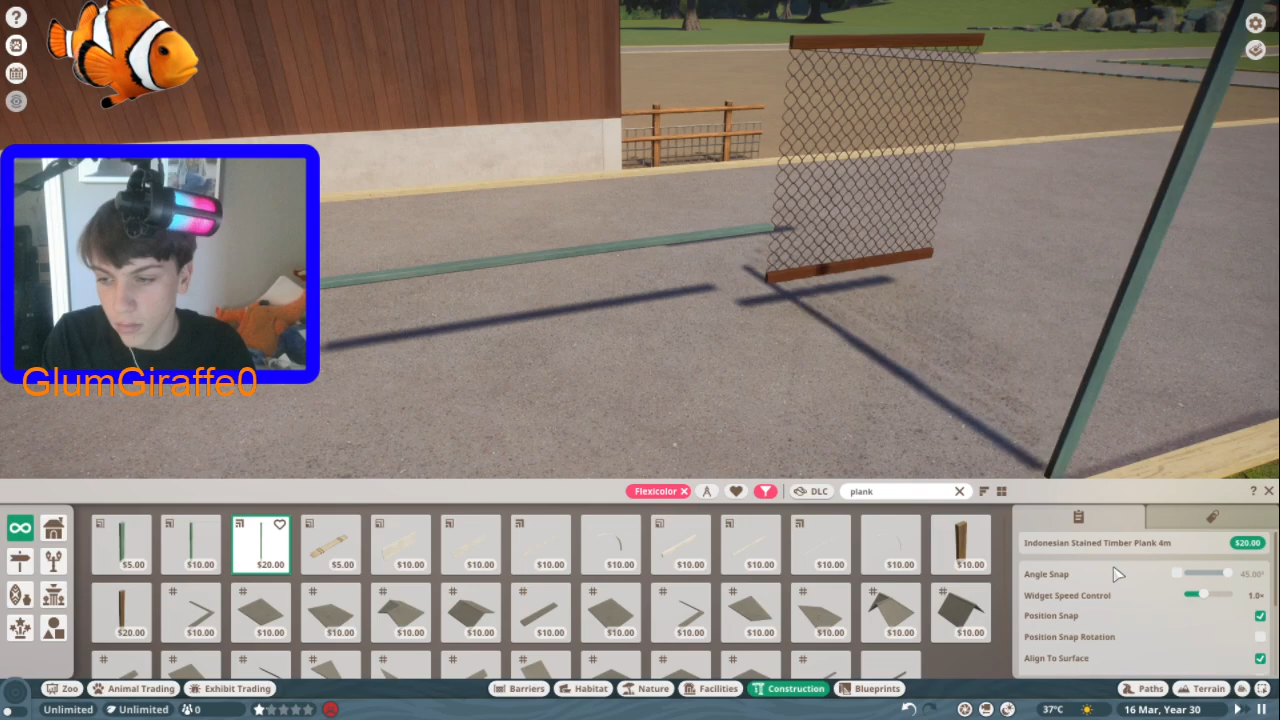 GlumGiraffe0
Flexicolor ×
DLC
plank
?
$5.00 $10.00 $20.00 $5.00 $10.00 $10.00 $10.00 $10.00 $10.00 $10.00 $10.00 $10.00 $10.00
$20.00 $10.00 $10.00 $10.00 $10.00 $10.00 $10.00 $10.00 $10.00 $10.00 $10.00 $10.00 $10.00
Indonesian Stained Timber Plank 4m $20.00
Angle Snap 45.00°
Widget Speed Control 1.0×
Position Snap
Position Snap Rotation
Align To Surface
Zoo Animal Trading Exhibit Trading Barriers Habitat Nature Facilities Construction Blueprints Paths Terrain
Unlimited Unlimited 0 37°C 16 Mar, Year 30